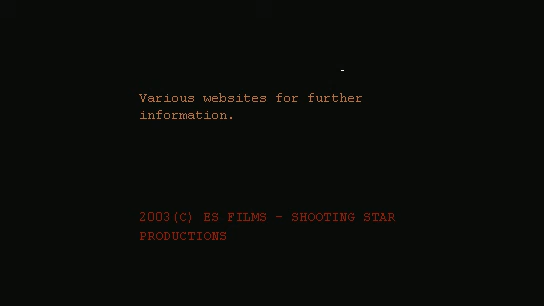 Various websites for further
information.
2003(C) ES FILMS - SHOOTING STAR
PRODUCTIONS